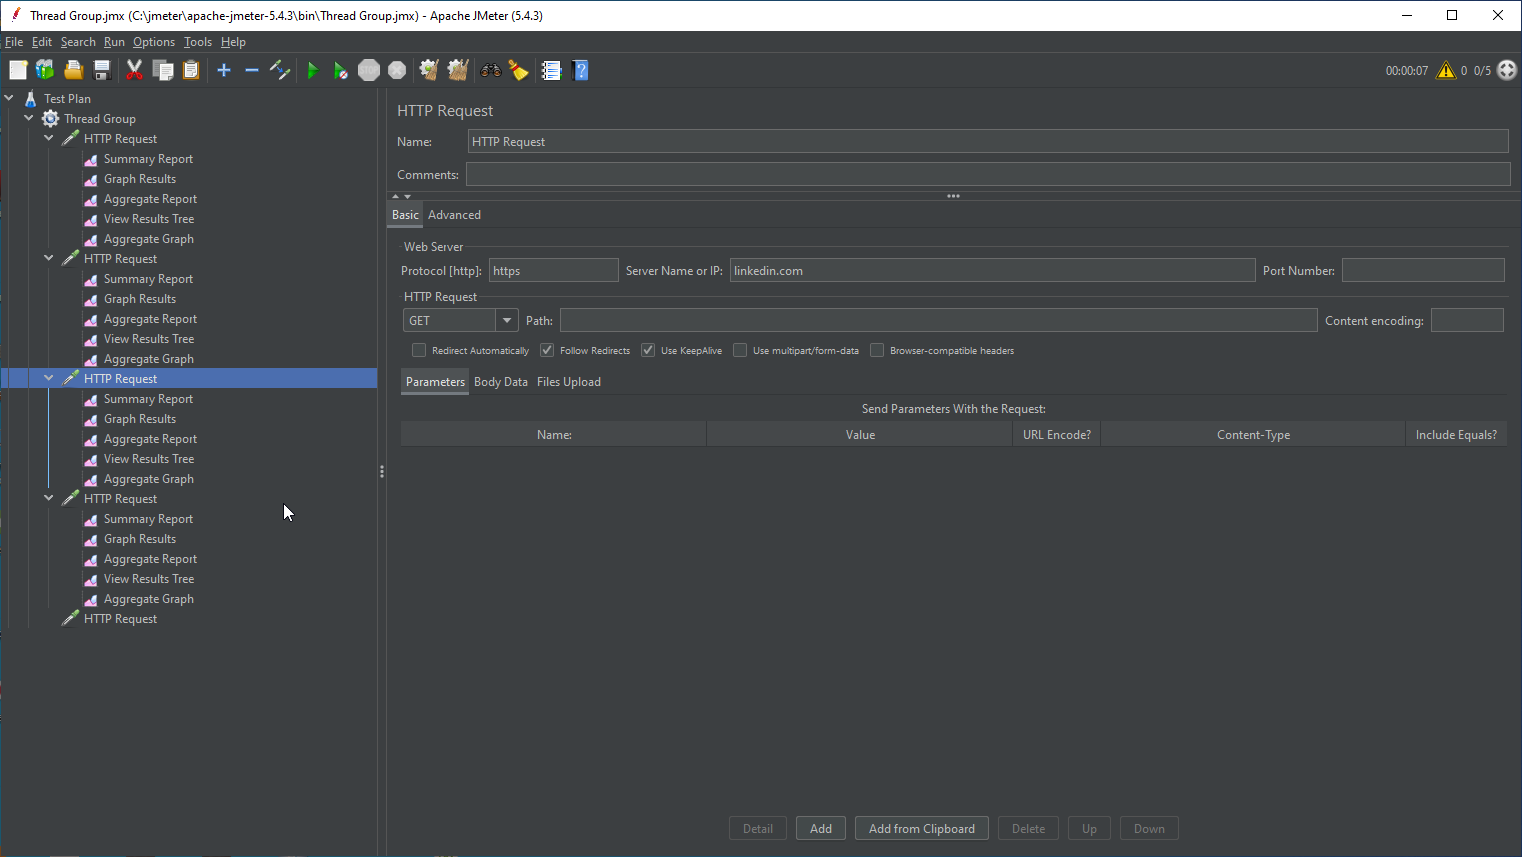 Thread Group.jmx (C:\jmeter\apache-jmeter-5.4.3\bin\Thread Group.jmx) - Apache JMeter (5.4.3)
File Edit Search Run Options Tools Help
STOP ? 00:00:07 0 0/5
Test Plan
Thread Group
HTTP Request
Summary Report
Graph Results
Aggregate Report
View Results Tree
Aggregate Graph
HTTP Request
Summary Report
Graph Results
Aggregate Report
View Results Tree
Aggregate Graph
HTTP Request
Summary Report
Graph Results
Aggregate Report
View Results Tree
Aggregate Graph
HTTP Request
Summary Report
Graph Results
Aggregate Report
View Results Tree
Aggregate Graph
HTTP Request
HTTP Request
Name: HTTP Request
Comments:
Basic Advanced
Web Server
Protocol [http]: https Server Name or IP: linkedin.com Port Number:
HTTP Request
GET Path: Content encoding:
Redirect Automatically Follow Redirects Use KeepAlive Use multipart/form-data Browser-compatible headers
Parameters Body Data Files Upload
Send Parameters With the Request:
Name: Value URL Encode? Content-Type Include Equals?
Detail Add Add from Clipboard Delete Up Down